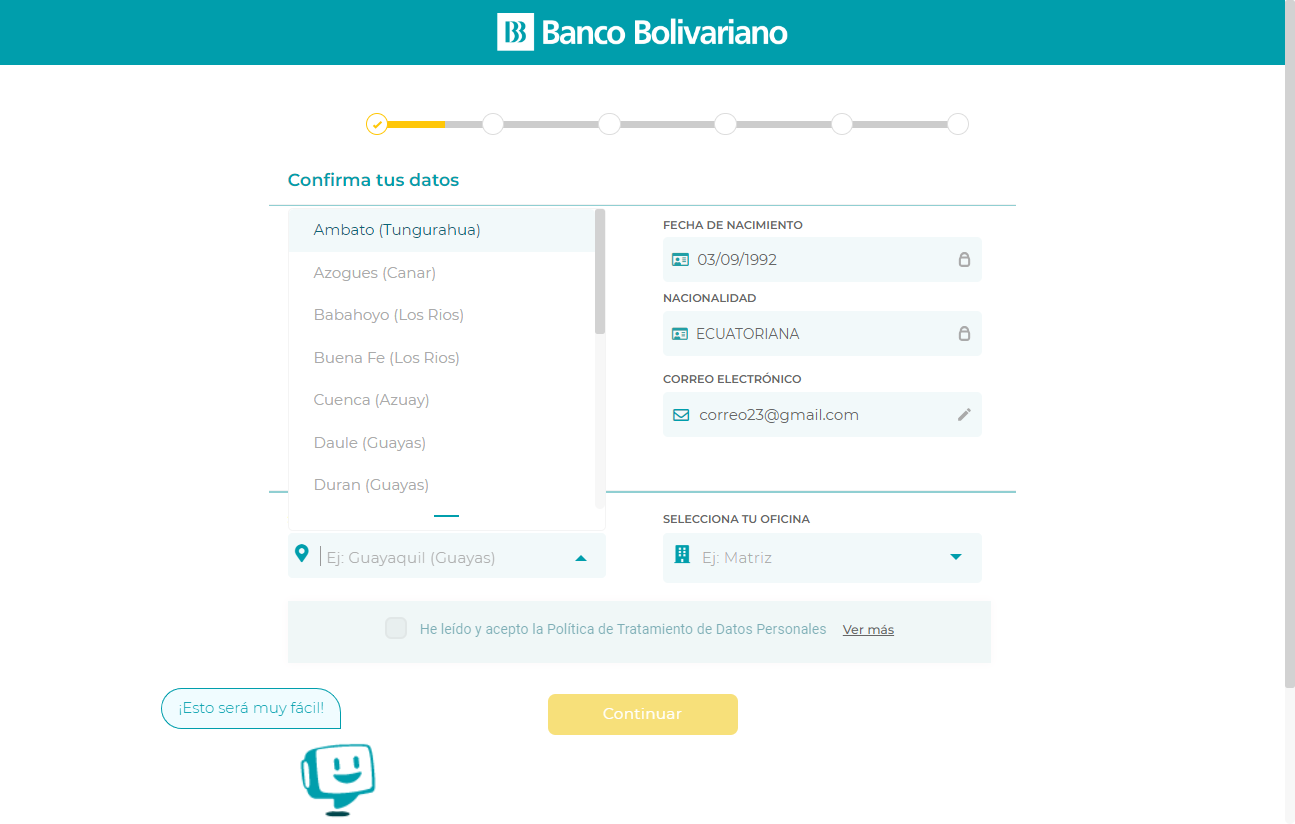 Banco Bolivariano
Confirma tus datos
Ambato (Tungurahua)
Azogues (Canar)
Babahoyo (Los Rios)
Buena Fe (Los Rios)
Cuenca (Azuay)
Daule (Guayas)
Duran (Guayas)
Ej: Guayaquil (Guayas)
FECHA DE NACIMIENTO
03/09/1992
NACIONALIDAD
ECUATORIANA
CORREO ELECTRÓNICO
correo23@gmail.com
SELECCIONA TU OFICINA
Ej: Matriz
He leído y acepto la Política de Tratamiento de Datos Personales Ver más
¡Esto será muy fácil!
Continuar